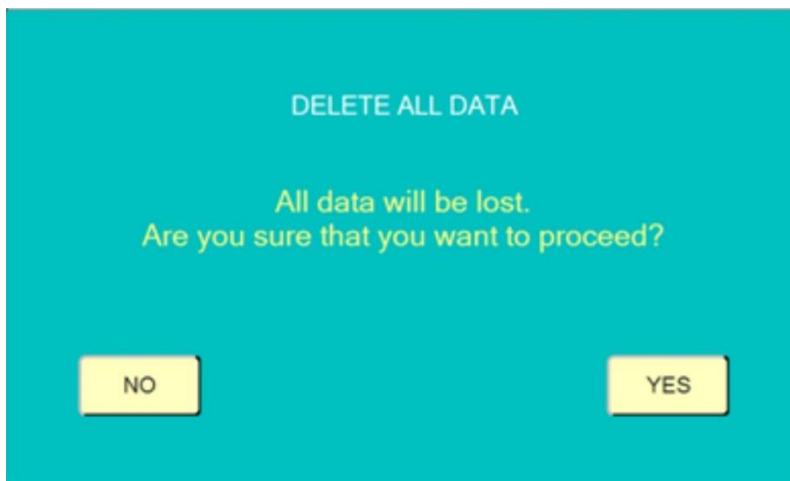 DELETE ALL DATA
All data will be lost.
Are you sure that you want to proceed?
NO
YES